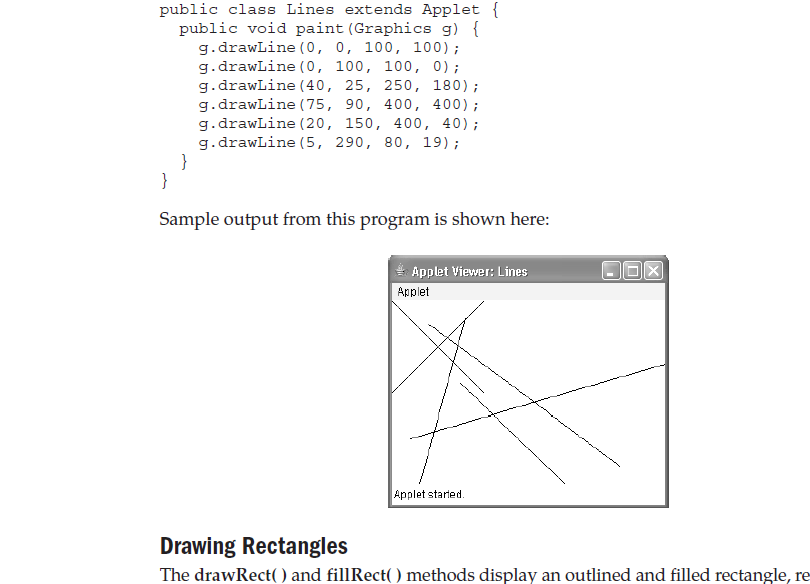 public class Lines extends Applet {
public void paint(Graphics g) {
g.drawLine(0, 0, 100, 100);
g.drawLine(0, 100, 100, 0);
g.drawLine(40, 25, 250, 180);
g.drawLine(75, 90, 400, 400);
g.drawLine(20, 150, 400, 40);
g.drawLine(5, 290, 80, 19);
}
}
Sample output from this program is shown here:
Applet Viewer: Lines
Applet
Applet started.
Drawing Rectangles
The drawRect( ) and fillRect( ) methods display an outlined and filled rectangle, re